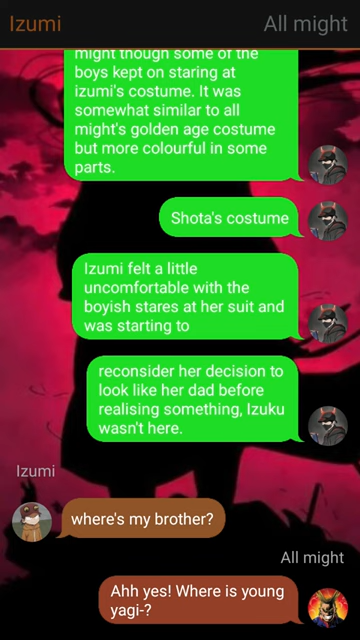 Izumi
All might
might though some of the
boys kept on staring at
izumi's costume. It was
somewhat similar to all
might's golden age costume
but more colourful in some
parts.
Shota's costume
Izumi felt a little
uncomfortable with the
boyish stares at her suit and
was starting to
reconsider her decision to
look like her dad before
realising something, Izuku
wasn't here.
Izumi
where's my brother?
All might
Ahh yes! Where is young
yagi-?